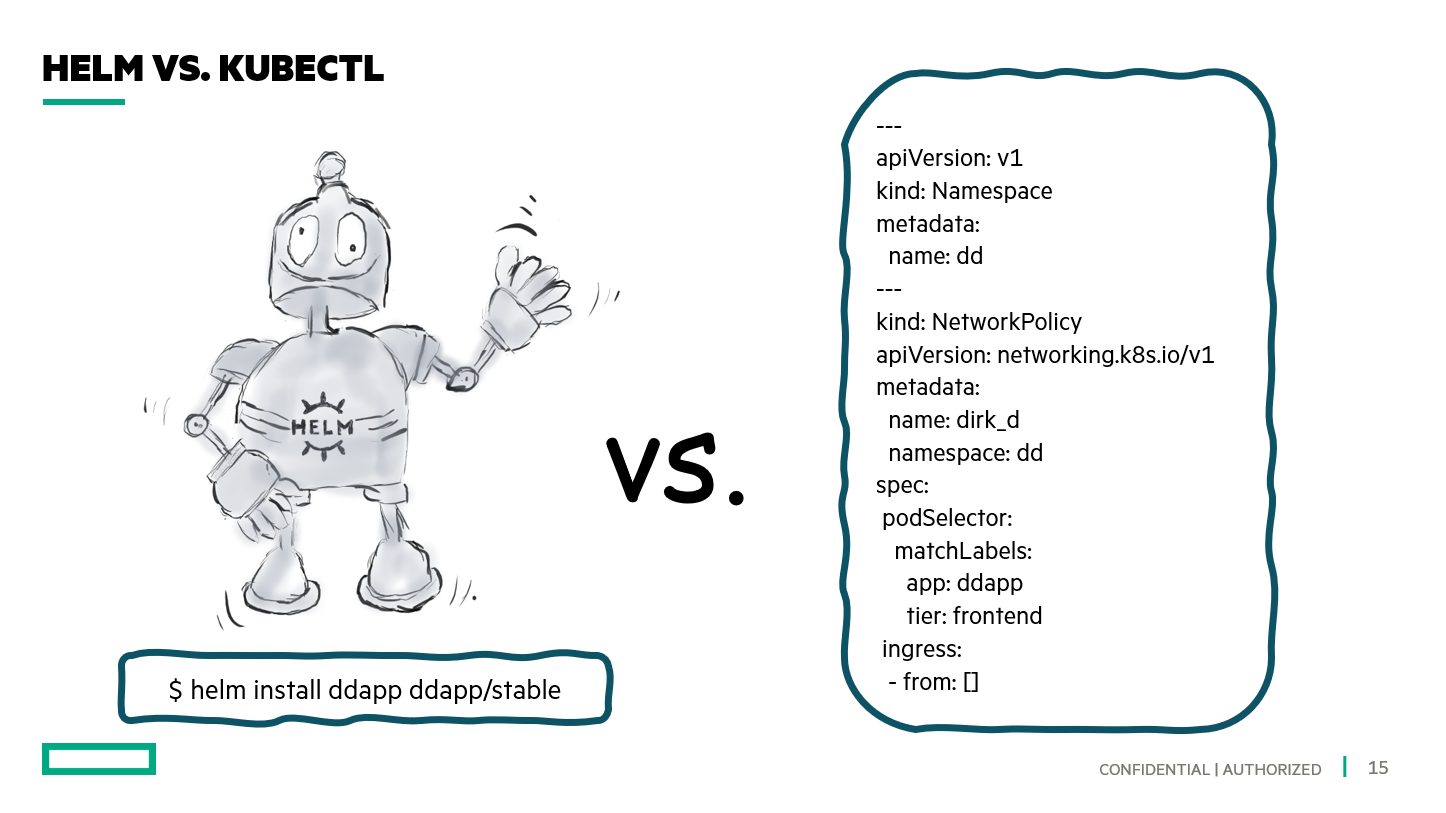 HELM VS. KUBECTL
HELM
$ helm install ddapp ddapp/stable
vs.
---
apiVersion: v1
kind: Namespace
metadata:
  name: dd
---
kind: NetworkPolicy
apiVersion: networking.k8s.io/v1
metadata:
  name: dirk_d
  namespace: dd
spec:
 podSelector:
   matchLabels:
     app: ddapp
     tier: frontend
 ingress:
  - from: []
CONFIDENTIAL | AUTHORIZED
15